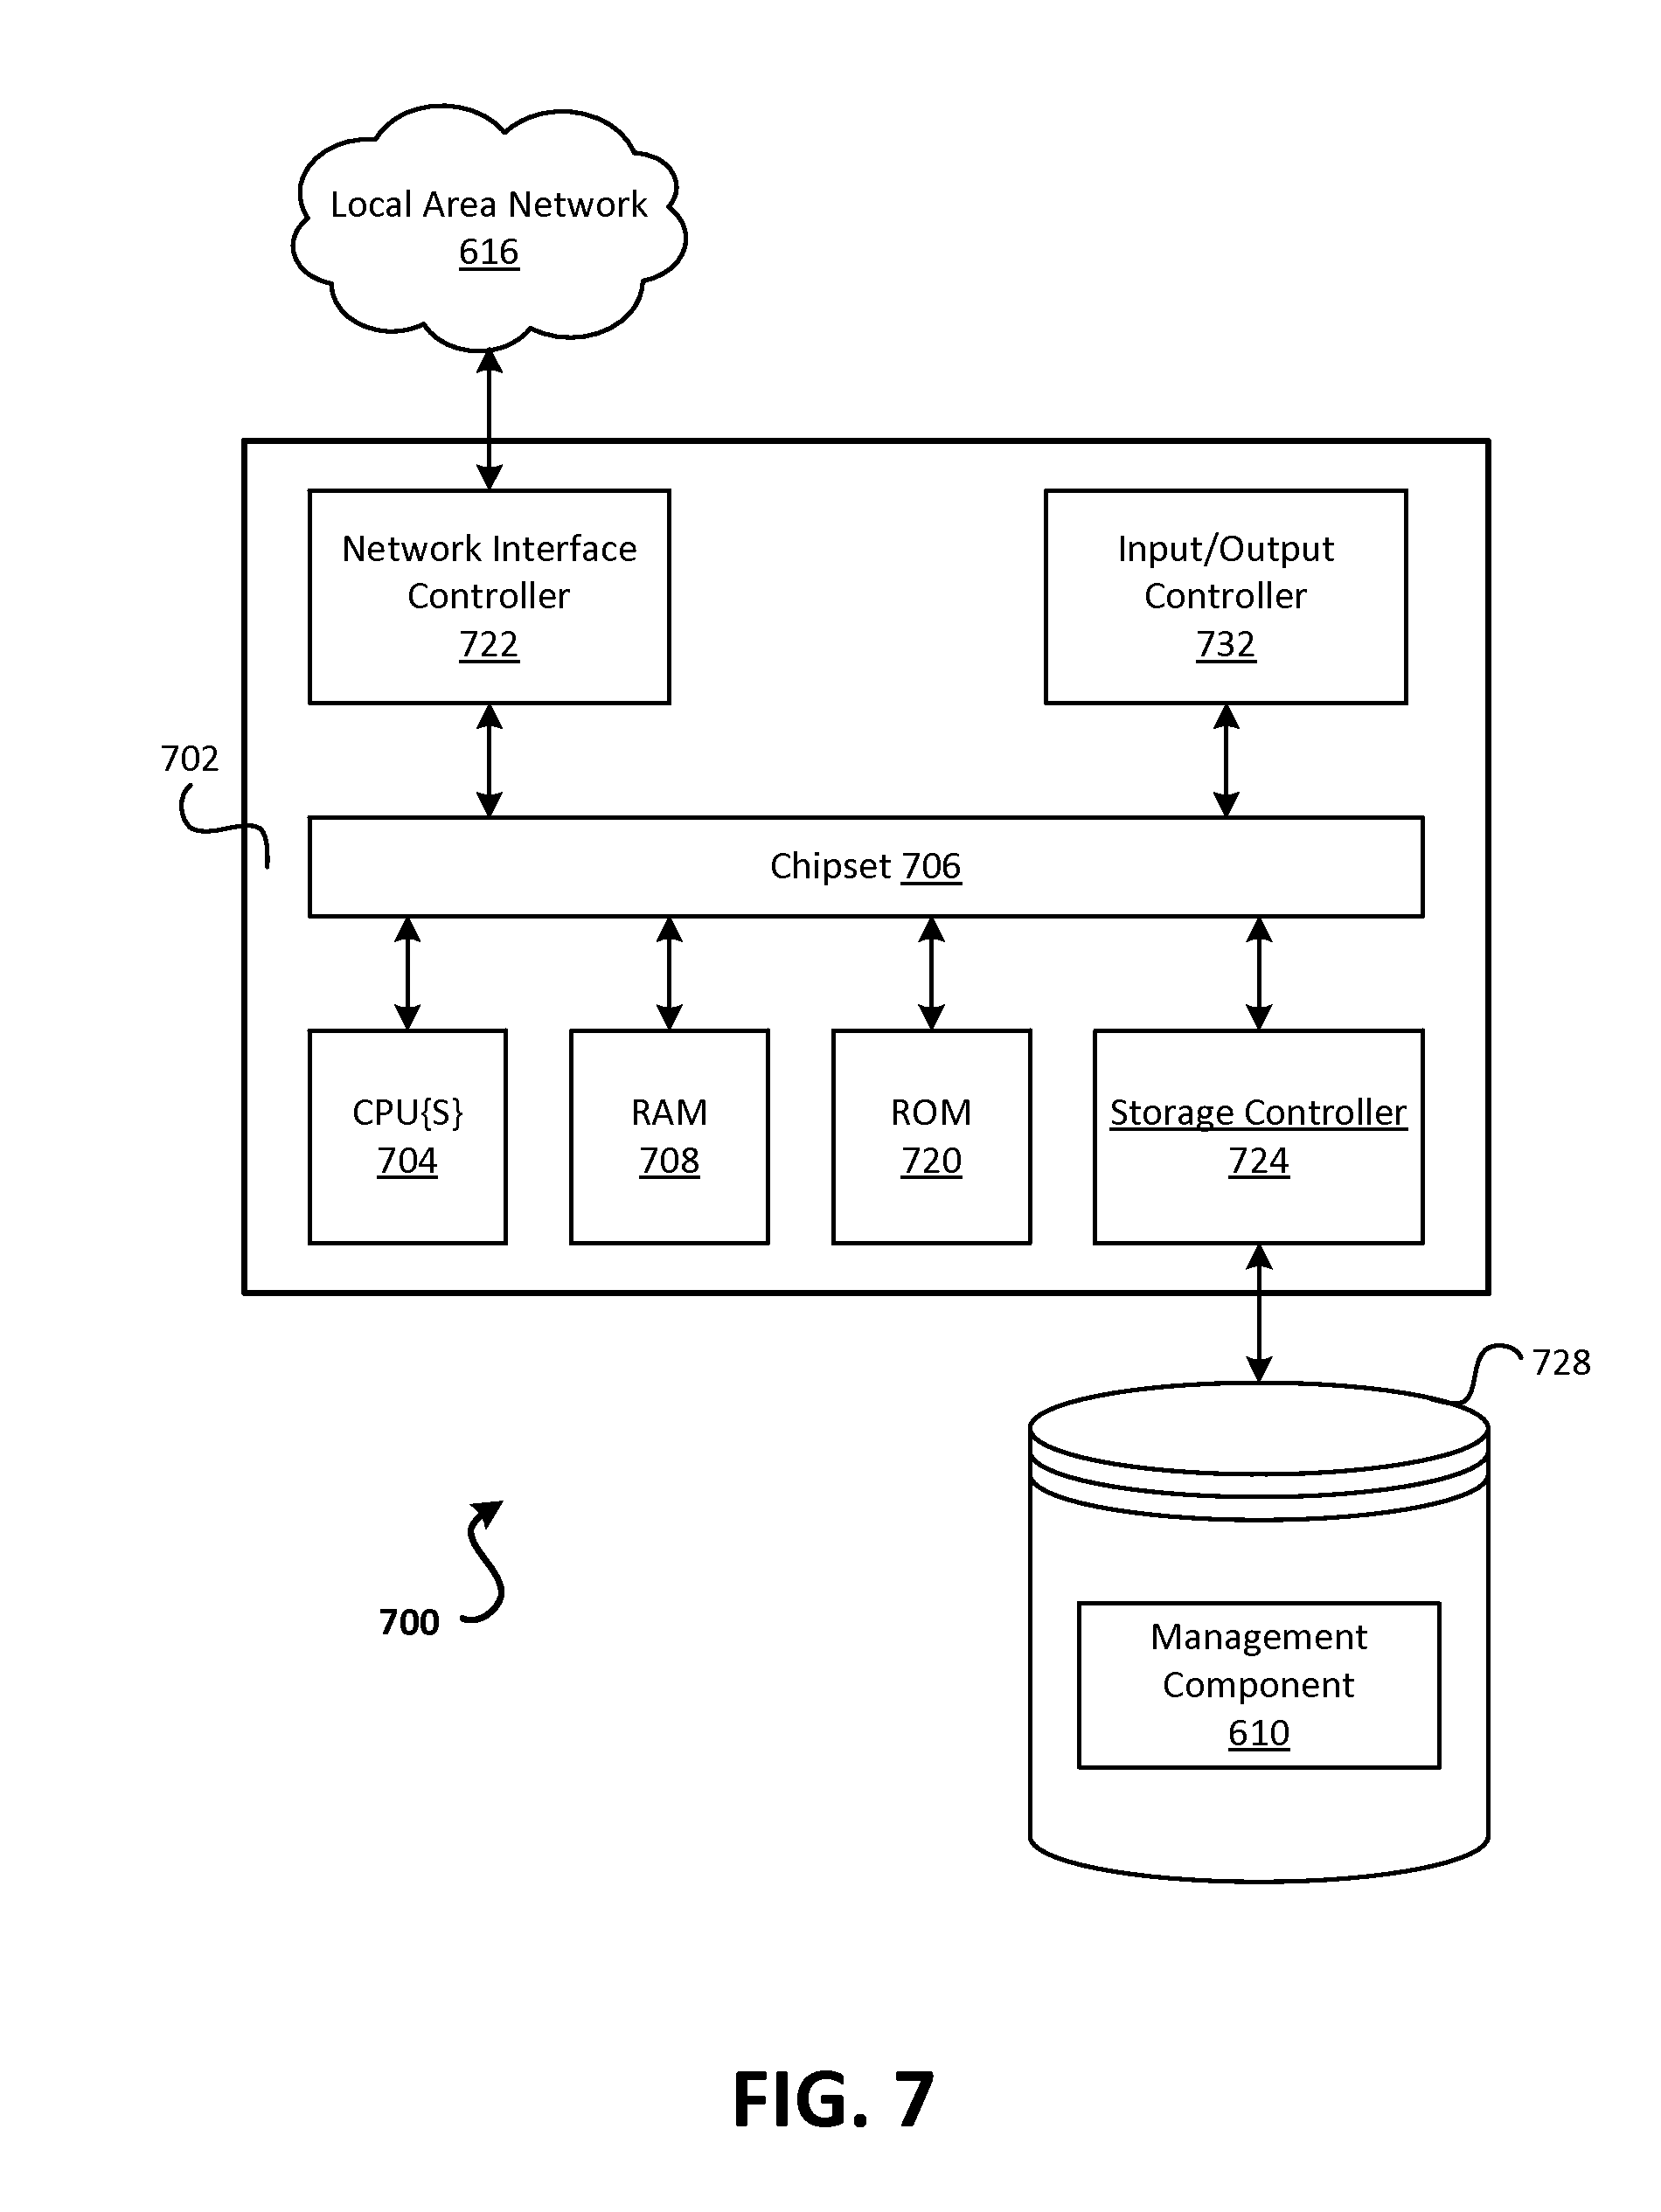 Local Area Network
616
Network Interface
Controller
722
Input/Output
Controller
732
702
Chipset 706
CPU{S}
704
RAM
708
ROM
720
Storage Controller
724
728
700
Management
Component
610
FIG. 7